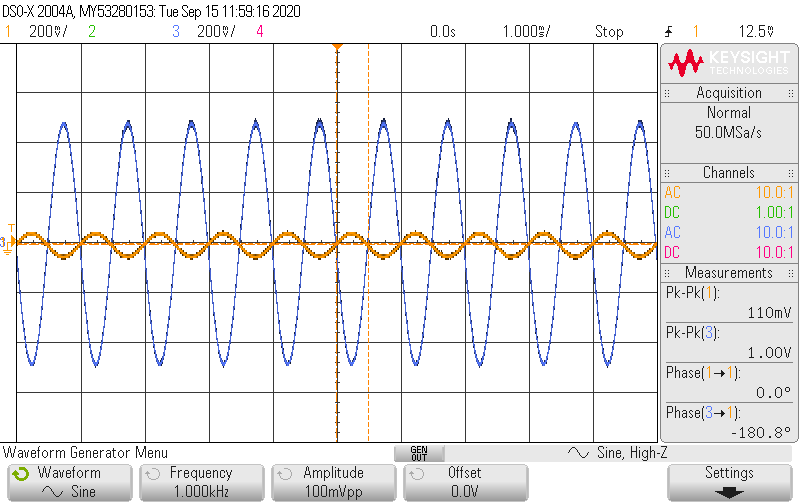 DSO-X 2004A, MY53280153: Tue Sep 15 11:59:16 2020
1 200♉/ 2 3 200♉/ 4 0.0s 1.000㎳/ Stop 1 12.5♉
KEYSIGHT
TECHNOLOGIES
Acquisition
Normal
50.0MSa/s
Channels
AC 10.0:1
DC 1.00:1
AC 10.0:1
DC 10.0:1
Measurements
Pk-Pk(1):
110mV
Pk-Pk(3):
1.00V
Phase(1→1):
0.0°
Phase(3→1):
-180.8°
T
3
Waveform Generator Menu GEN OUT Sine, High-Z
Waveform
Sine
Frequency
1.000kHz
Amplitude
100mVpp
Offset
0.0V
Settings